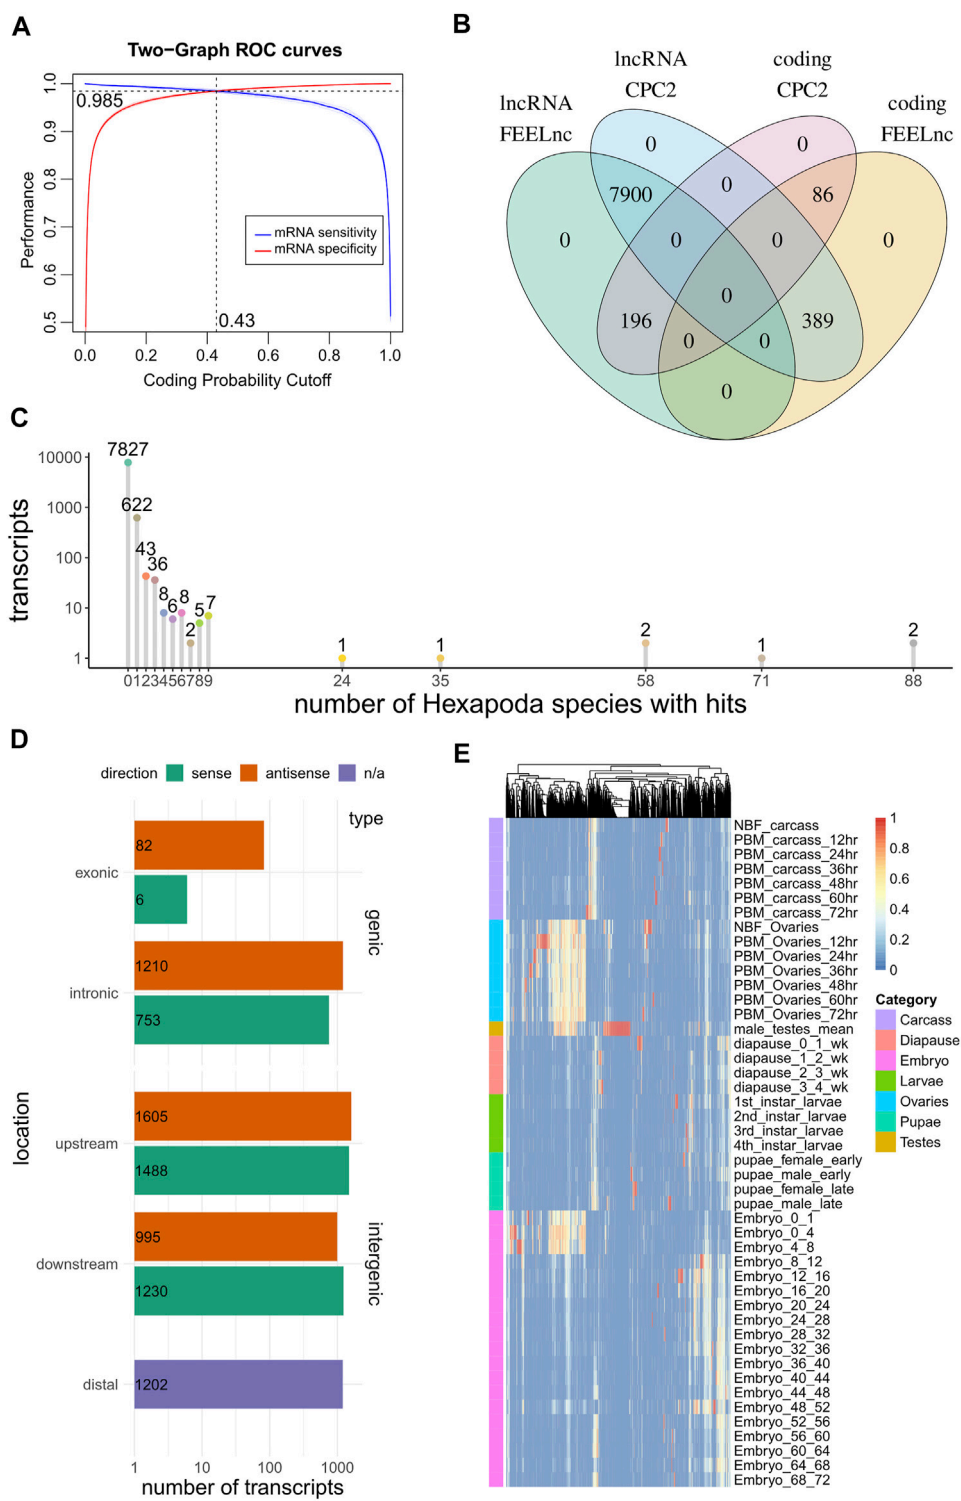 A
Two-Graph ROC curves
1.0
0.9
0.8
0.7
0.6
0.5
Performance
0.985
mRNA sensitivity
mRNA specificity
0.43
0.0
0.2
0.4
0.6
0.8
1.0
Coding Probability Cutoff
B
lncRNA
CPC2
coding
CPC2
lncRNA
FEELnc
coding
FEELnc
0
0
7900
0
86
0
0
0
0
0
196
389
0
0
0
C
transcripts
10000
1000
100
10
1
7827
622
43
36
8
6
8
2
5
7
1
1
2
1
2
0123456789
24
35
58
71
88
number of Hexapoda species with hits
D
direction
sense
antisense
n/a
type
location
exonic
82
6
genic
intronic
1210
753
upstream
1605
1488
intergenic
downstream
995
1230
distal
1202
1
10
100
1000
number of transcripts
E
NBF_carcass
PBM_carcass_12hr
PBM_carcass_24hr
PBM_carcass_36hr
PBM_carcass_48hr
PBM_carcass_60hr
PBM_carcass_72hr
NBF_Ovaries
PBM_Ovaries_12hr
PBM_Ovaries_24hr
PBM_Ovaries_36hr
PBM_Ovaries_48hr
PBM_Ovaries_60hr
PBM_Ovaries_72hr
male_testes_mean
diapause_0_1_wk
diapause_1_2_wk
diapause_2_3_wk
diapause_3_4_wk
1st_instar_larvae
2nd_instar_larvae
3rd_instar_larvae
4th_instar_larvae
pupae_female_early
pupae_male_early
pupae_female_late
pupae_male_late
Embryo_0_1
Embryo_0_4
Embryo_4_8
Embryo_8_12
Embryo_12_16
Embryo_16_20
Embryo_20_24
Embryo_24_28
Embryo_28_32
Embryo_32_36
Embryo_36_40
Embryo_40_44
Embryo_44_48
Embryo_48_52
Embryo_52_56
Embryo_56_60
Embryo_60_64
Embryo_64_68
Embryo_68_72
1
0.8
0.6
0.4
0.2
0
Category
Carcass
Diapause
Embryo
Larvae
Ovaries
Pupae
Testes